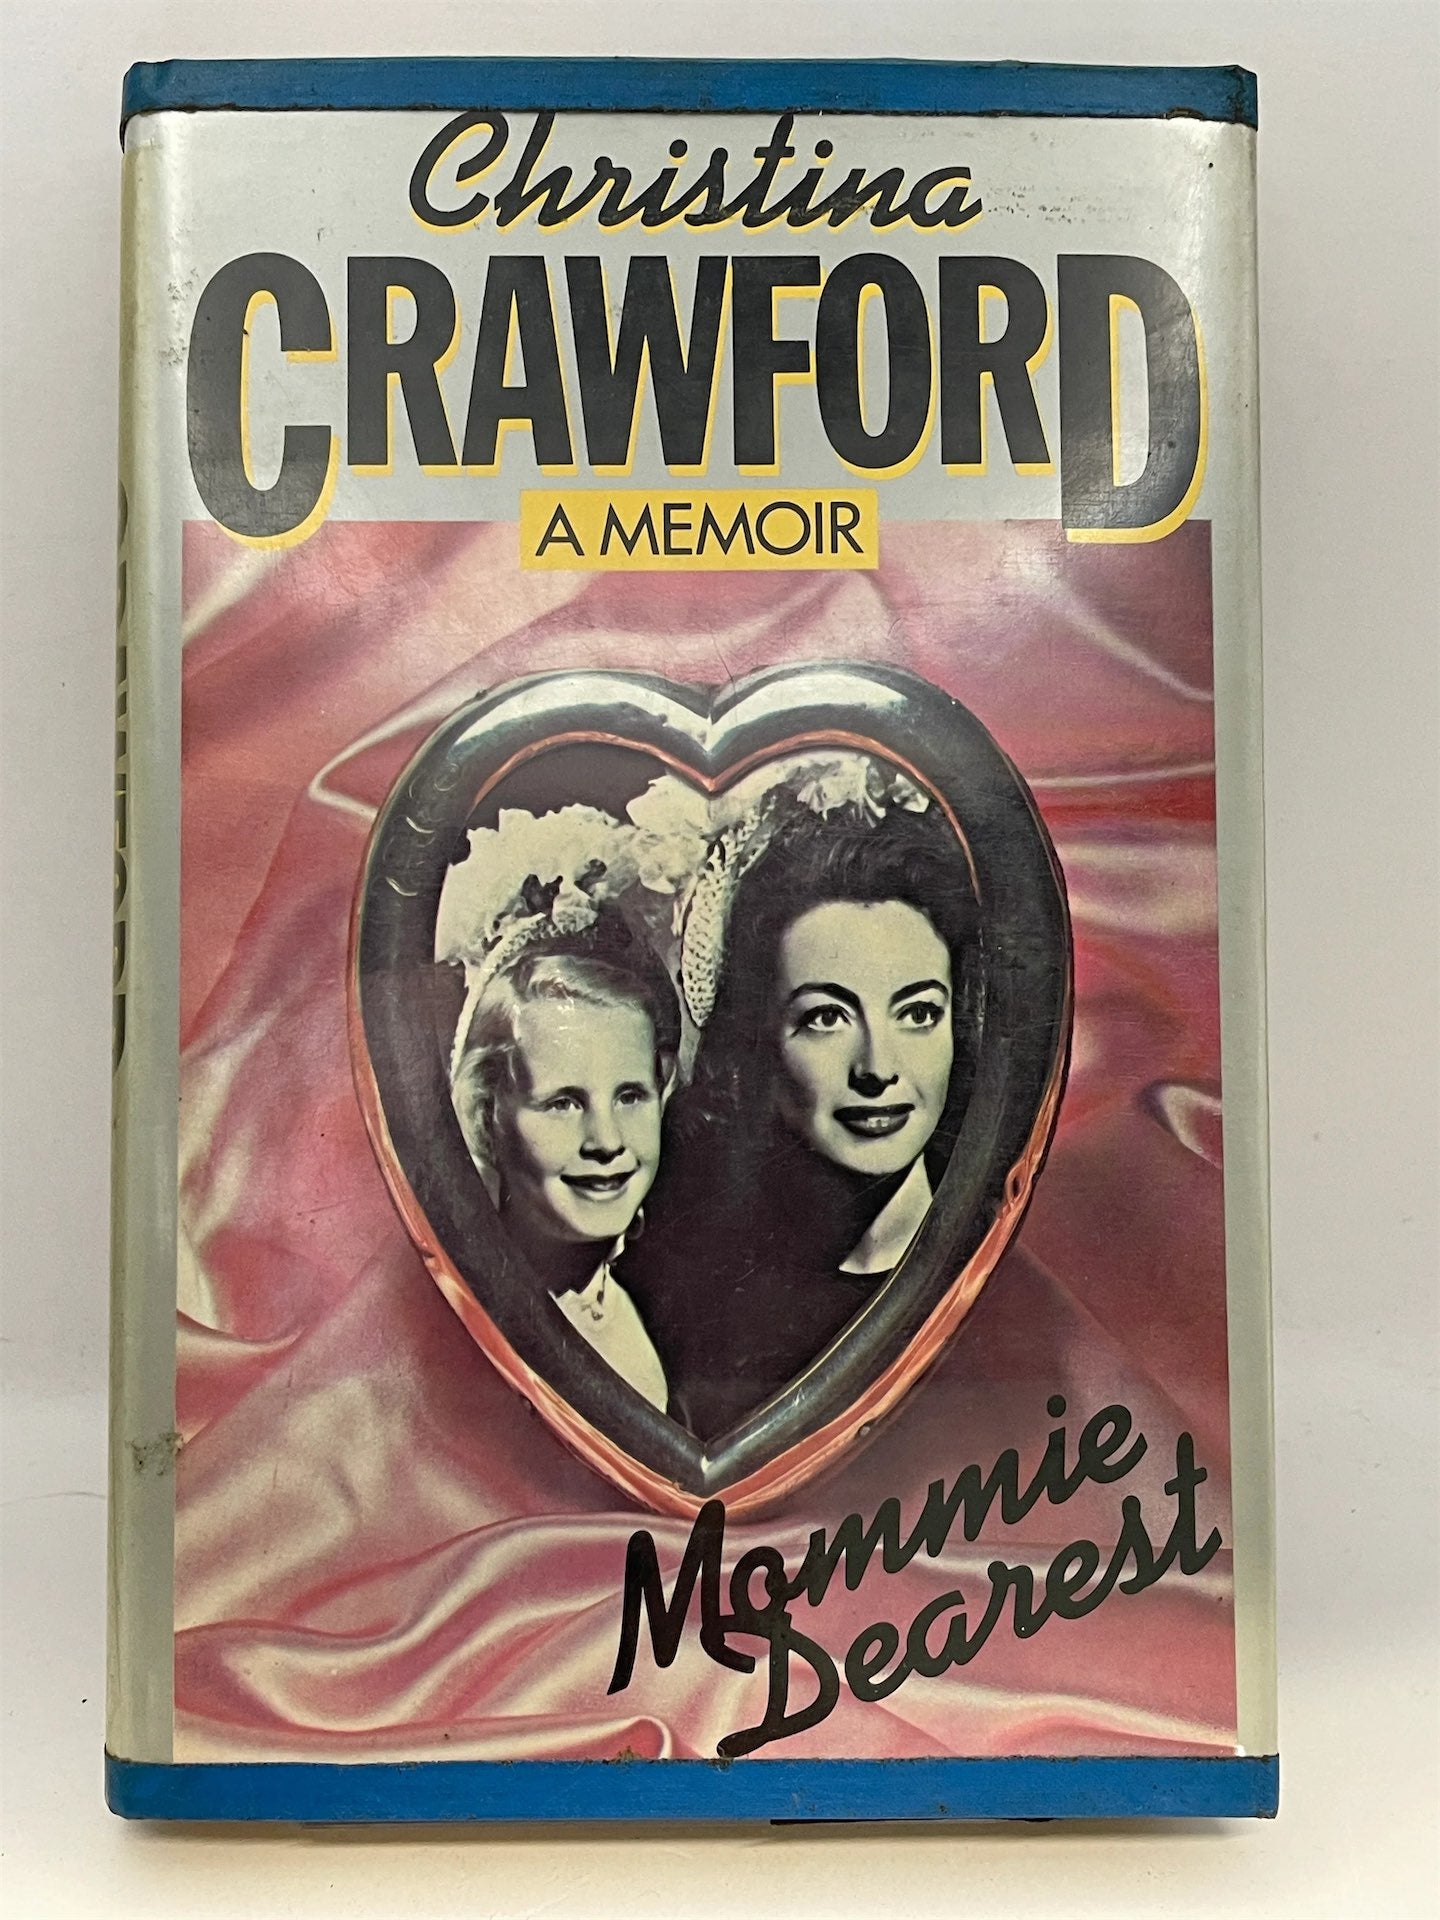 Christina
CRAWFORD
A MEMOIR
Mommie
Dearest